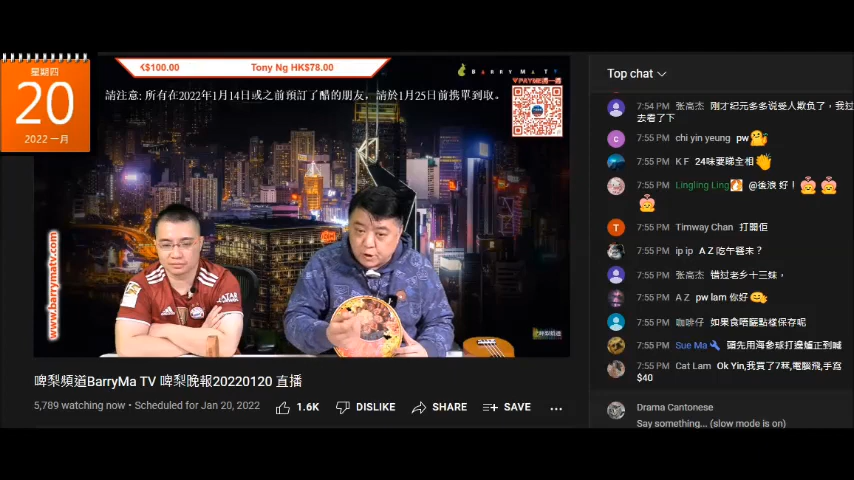 星期四
20
2022 一月
K$100.00
Tony Ng HK$78.00
BARRYMATV
請注意: 所有在2022年1月14日或之前預訂了醋的朋友，請於1月25日前携單到取。
www.barrymatv.com
QATAR
啤梨頻道BarryMa TV 啤梨晚報20220120 直播
5,789 watching now • Scheduled for Jan 20, 2022
1.6K
DISLIKE
SHARE
SAVE
Top chat
7:54 PM 张高杰 刚才纪元多多说受人欺负了，我过
去看了下
7:55 PM chi yin yeung pw
7:55 PM K F 24味要睇全相
7:55 PM Lingling Ling @後浪 好！
7:55 PM Timway Chan 打開佢
7:55 PM ip ip A Z 吃午餐未？
7:55 PM 张高杰 错过老乡十三妹，
7:55 PM A Z pw lam 你好
7:55 PM 咖啡仔 如果食唔曬點樣保存呢
7:55 PM Sue Ma 頭先用海參球打邊爐正到喊
7:55 PM Cat Lam Ok Yin,我買了7冧,電腦飛,手寫
$40
Drama Cantonese
Say something... (slow mode is on)